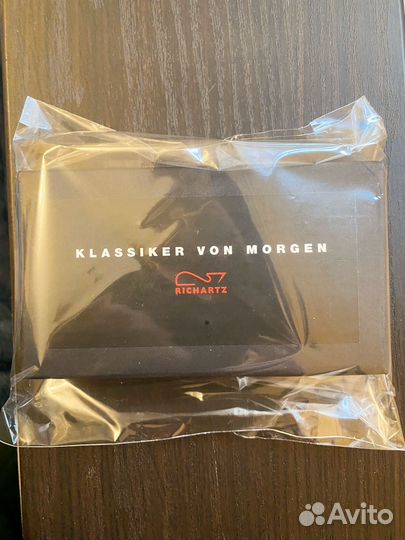 KLASSIKER VON MORGEN
RICHARTZ
Avito